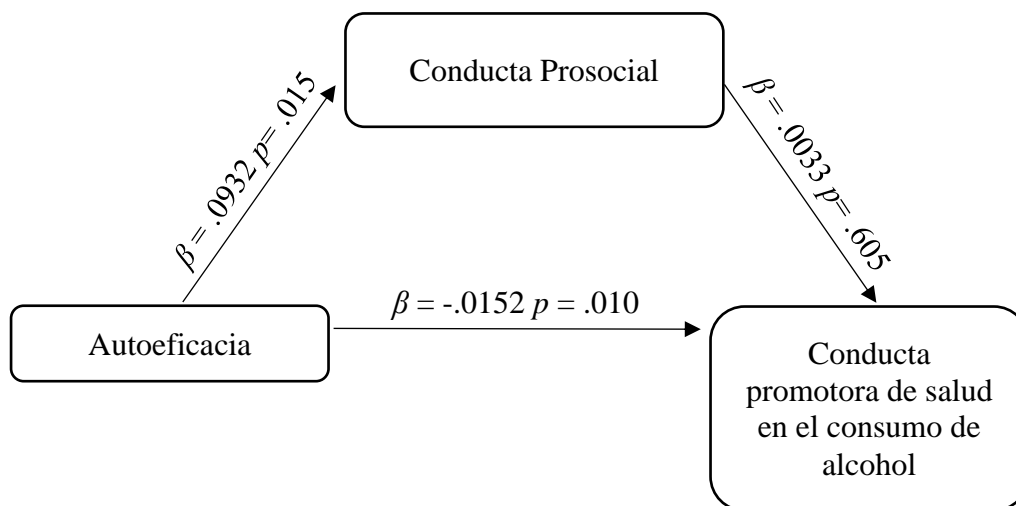 Conducta Prosocial
β = .0932 p= .015
β = .0033 p= .605
β = -.0152 p = .010
Autoeficacia
Conducta
promotora de salud
en el consumo de
alcohol